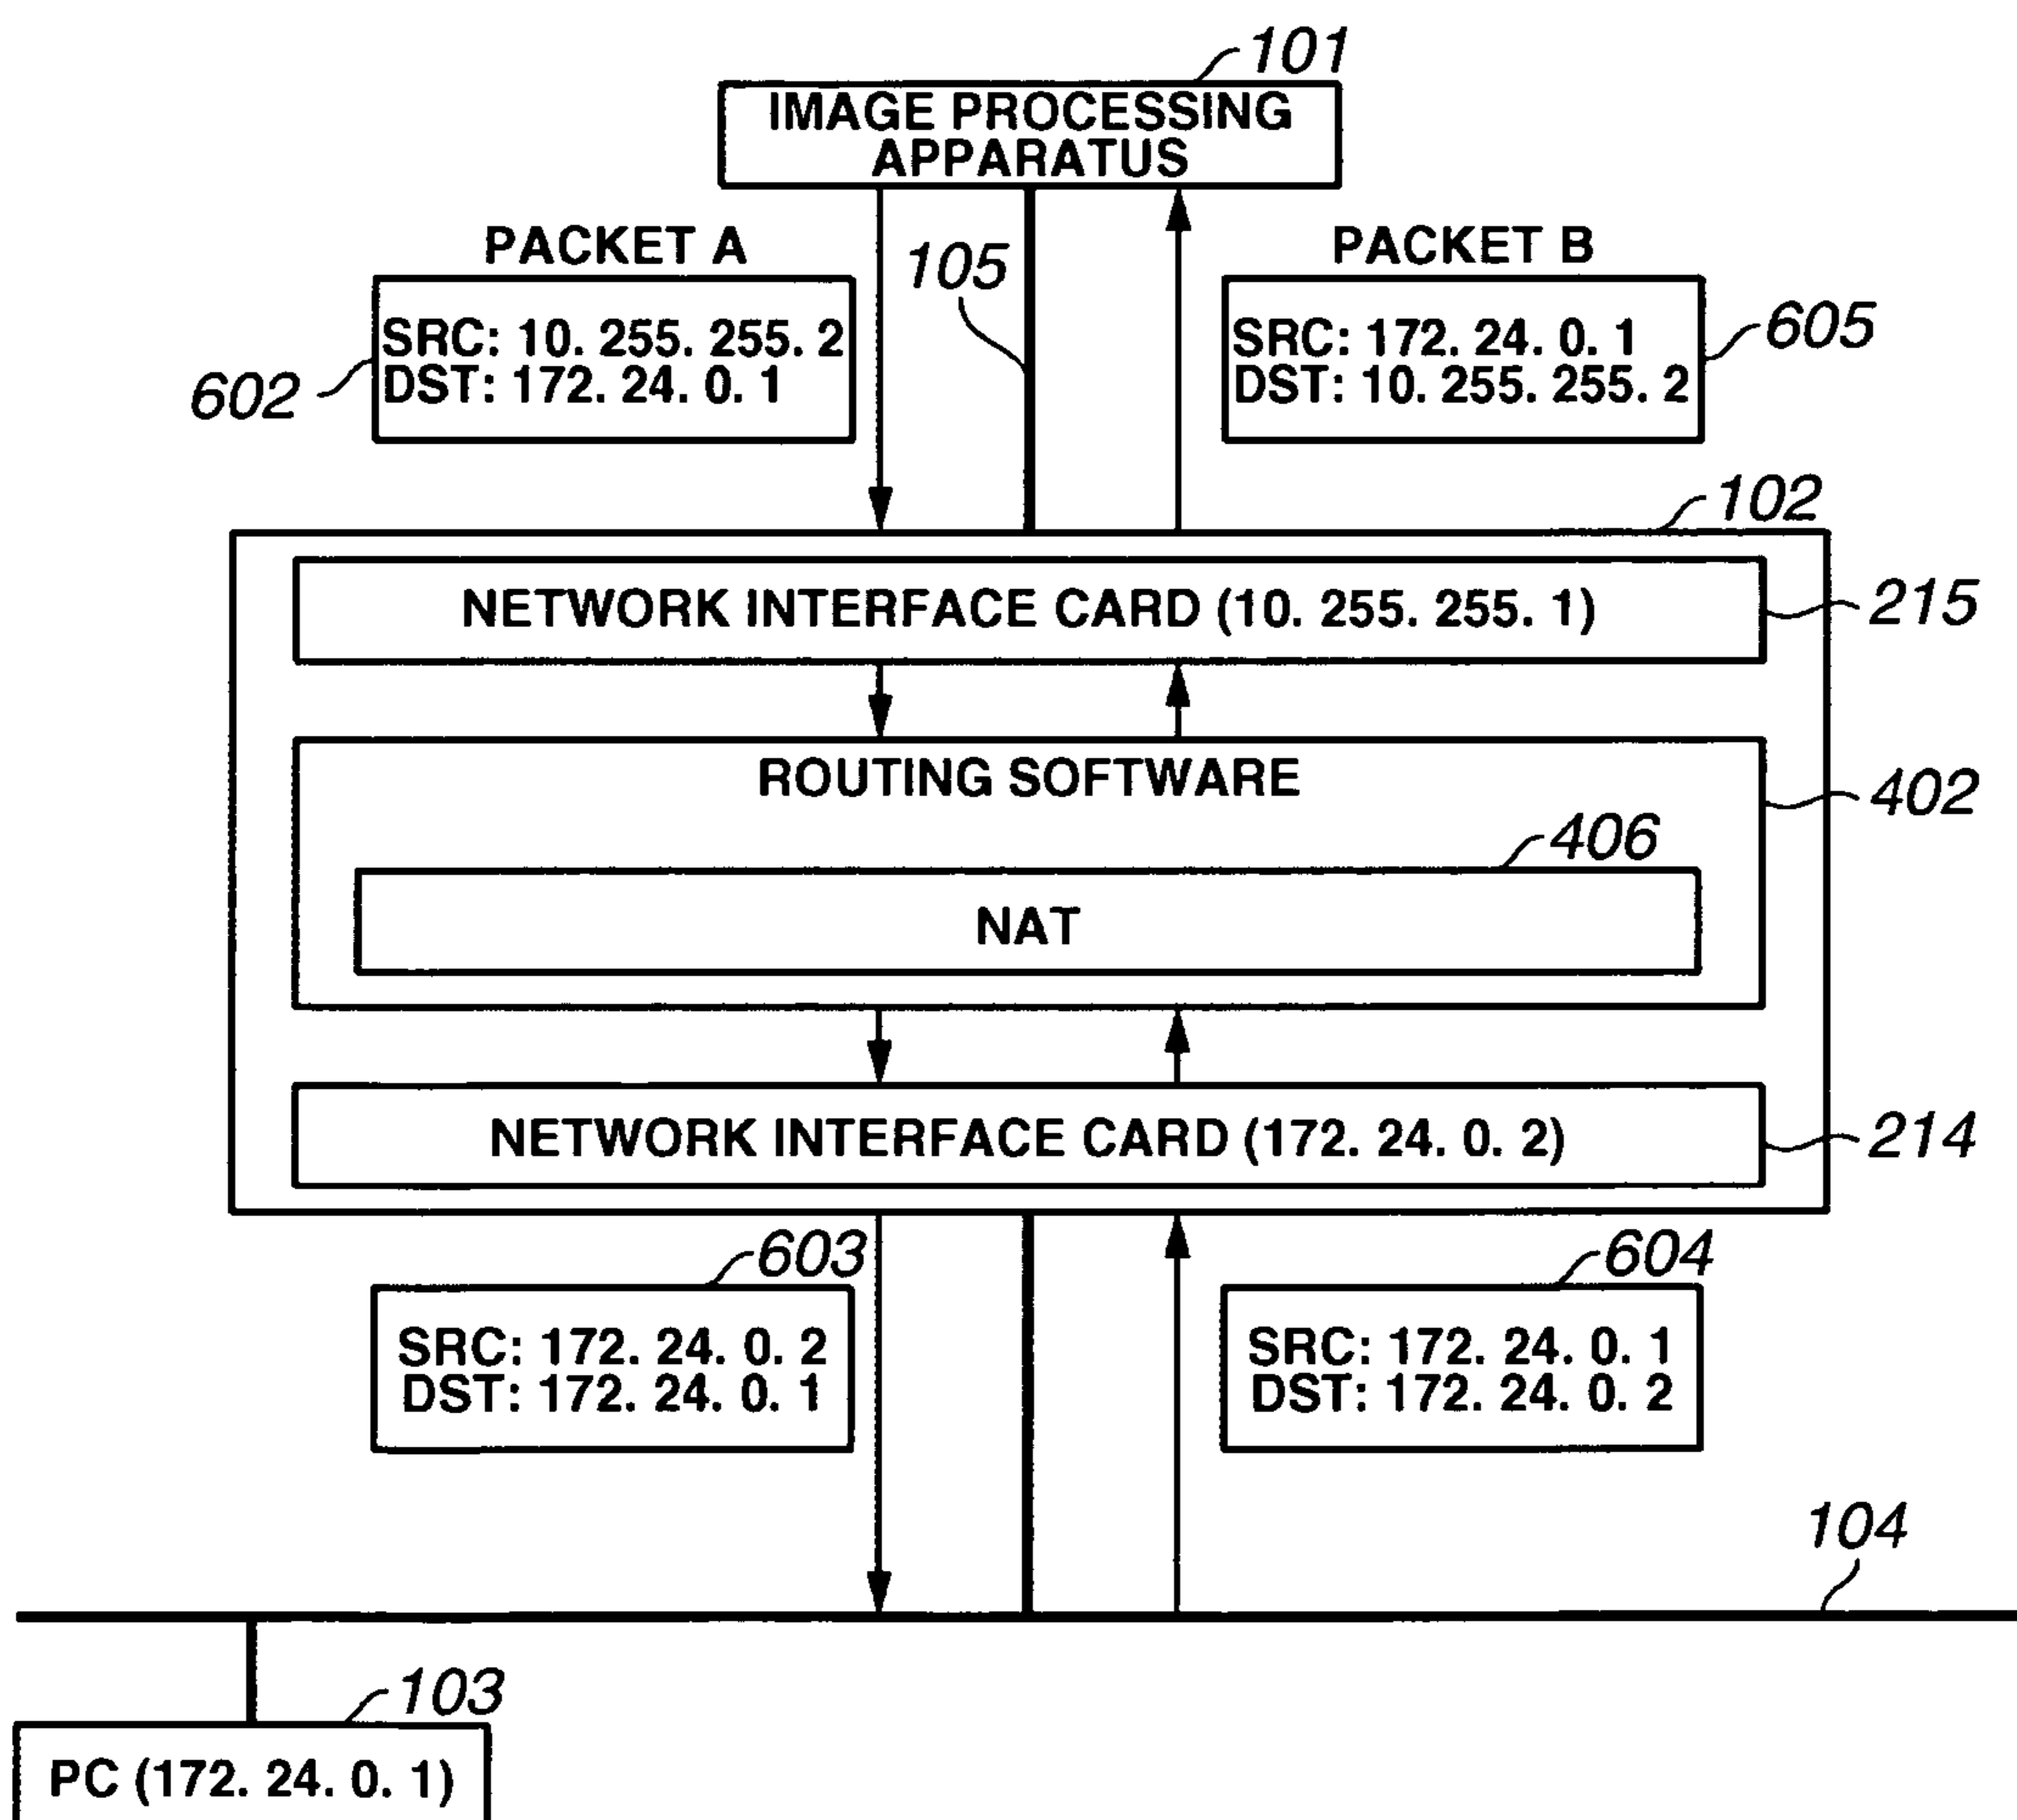 101
IMAGE PROCESSING
APPARATUS
PACKET A
105
PACKET B
SRC: 10. 255. 255. 2
DST: 172. 24. 0. 1
602
SRC: 172. 24. 0. 1
DST: 10. 255. 255. 2
605
102
NETWORK INTERFACE CARD (10. 255. 255. 1)
215
ROUTING SOFTWARE
402
406
NAT
NETWORK INTERFACE CARD (172. 24. 0. 2)
214
603
SRC: 172. 24. 0. 2
DST: 172. 24. 0. 1
604
SRC: 172. 24. 0. 1
DST: 172. 24. 0. 2
104
103
PC (172. 24. 0. 1)